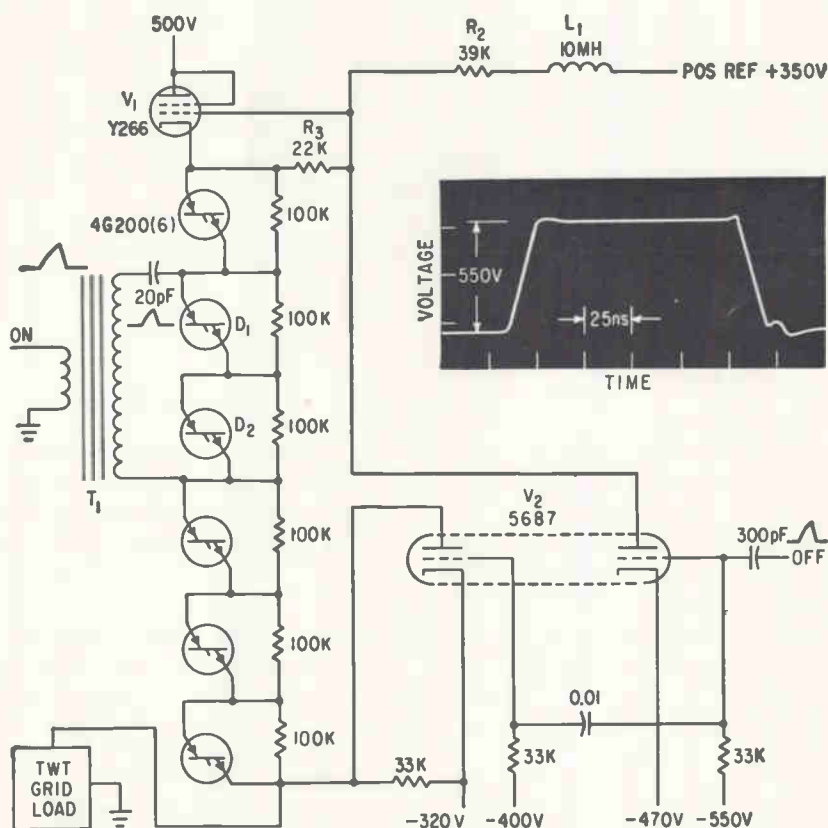 500V
R2
39K
L1
10MH
POS REF +350V
V1
Y266
R3
22K
4G200(6)
100K
20pF
ON
D1
100K
D2
100K
T1
100K
100K
100K
VOLTAGE
550V
25ns
TIME
V2
5687
300pF
OFF
0.01
33K
33K
33K
TWT
GRID
LOAD
-320V
-400V
-470V
-550V